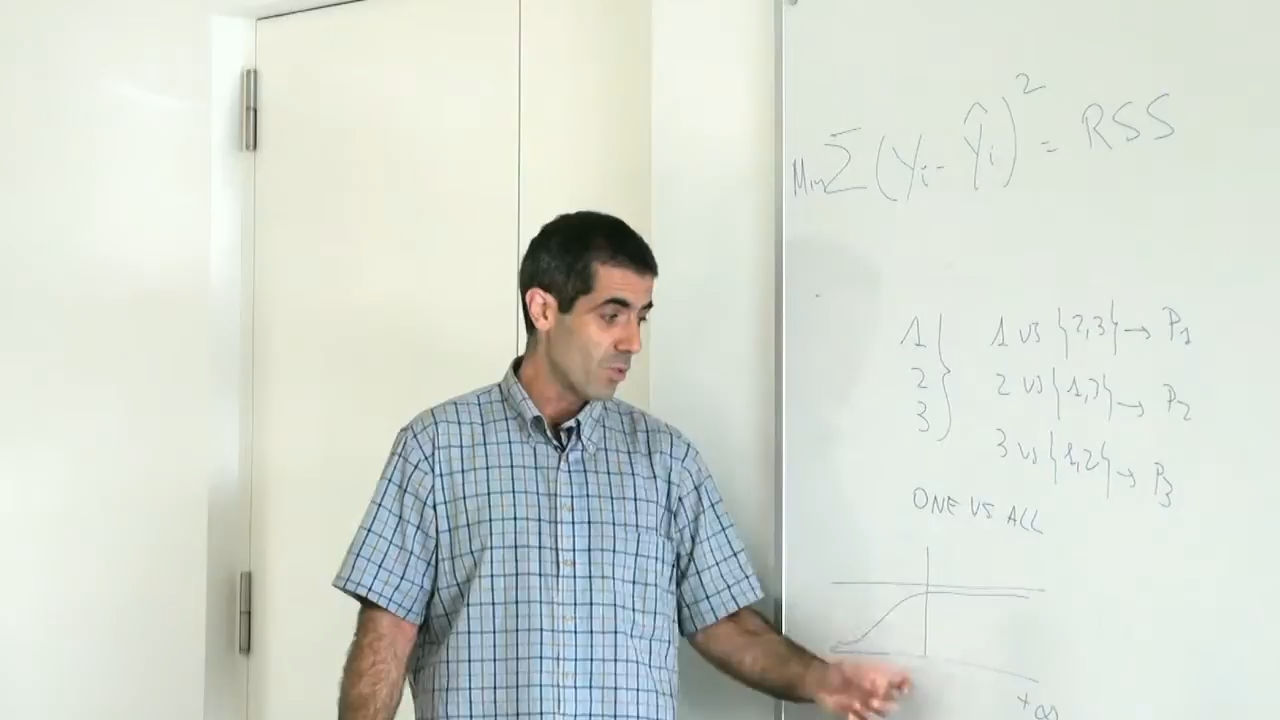 Min Σ (Yi - Ŷi)² = RSS
1 } 1 vs {2,3} → P1
2 2 vs {1,3} → P2
3 3 vs {1,2} → P3
ONE VS ALL
+∞